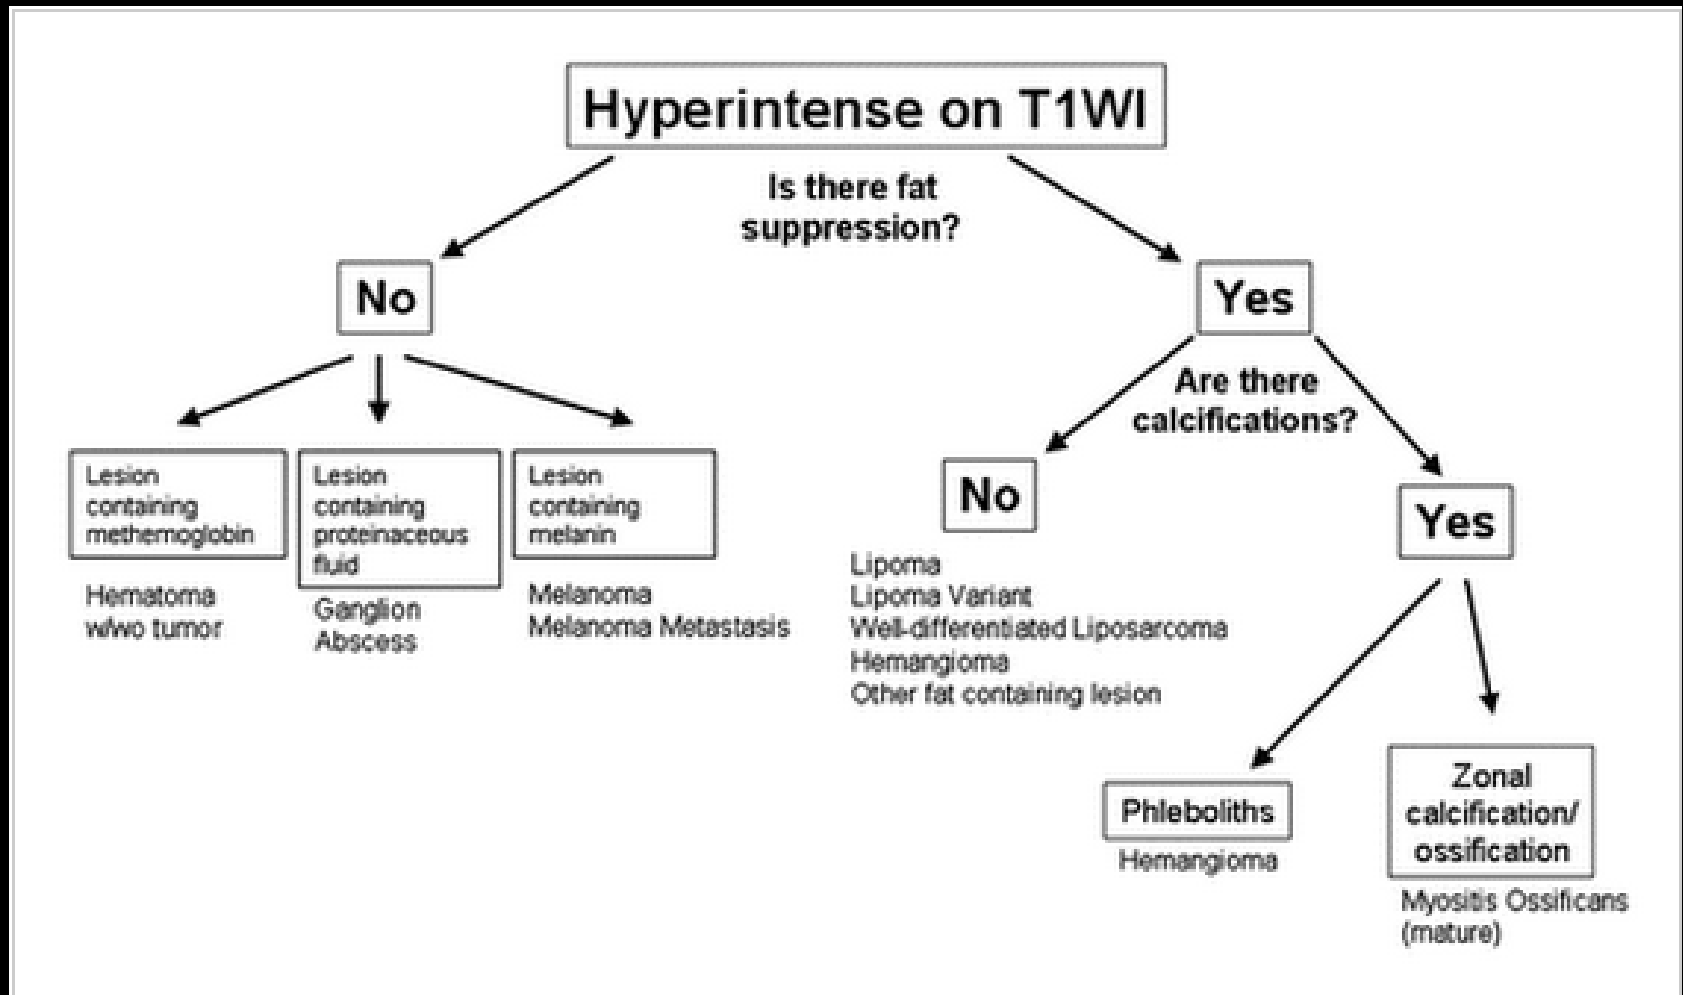 Hyperintense on T1WI
Is there fat
suppression?
No
Yes
Lesion
containing
methemoglobin
Hematoma
w/wo tumor
Lesion
containing
proteinaceous
fluid
Ganglion
Abscess
Lesion
containing
melanin
Melanoma
Melanoma Metastasis
Are there
calcifications?
No
Lipoma
Lipoma Variant
Well-differentiated Liposarcoma
Hemangioma
Other fat containing lesion
Yes
Phleboliths
Hemangioma
Zonal
calcification/
ossification
Myositis Ossificans
(mature)